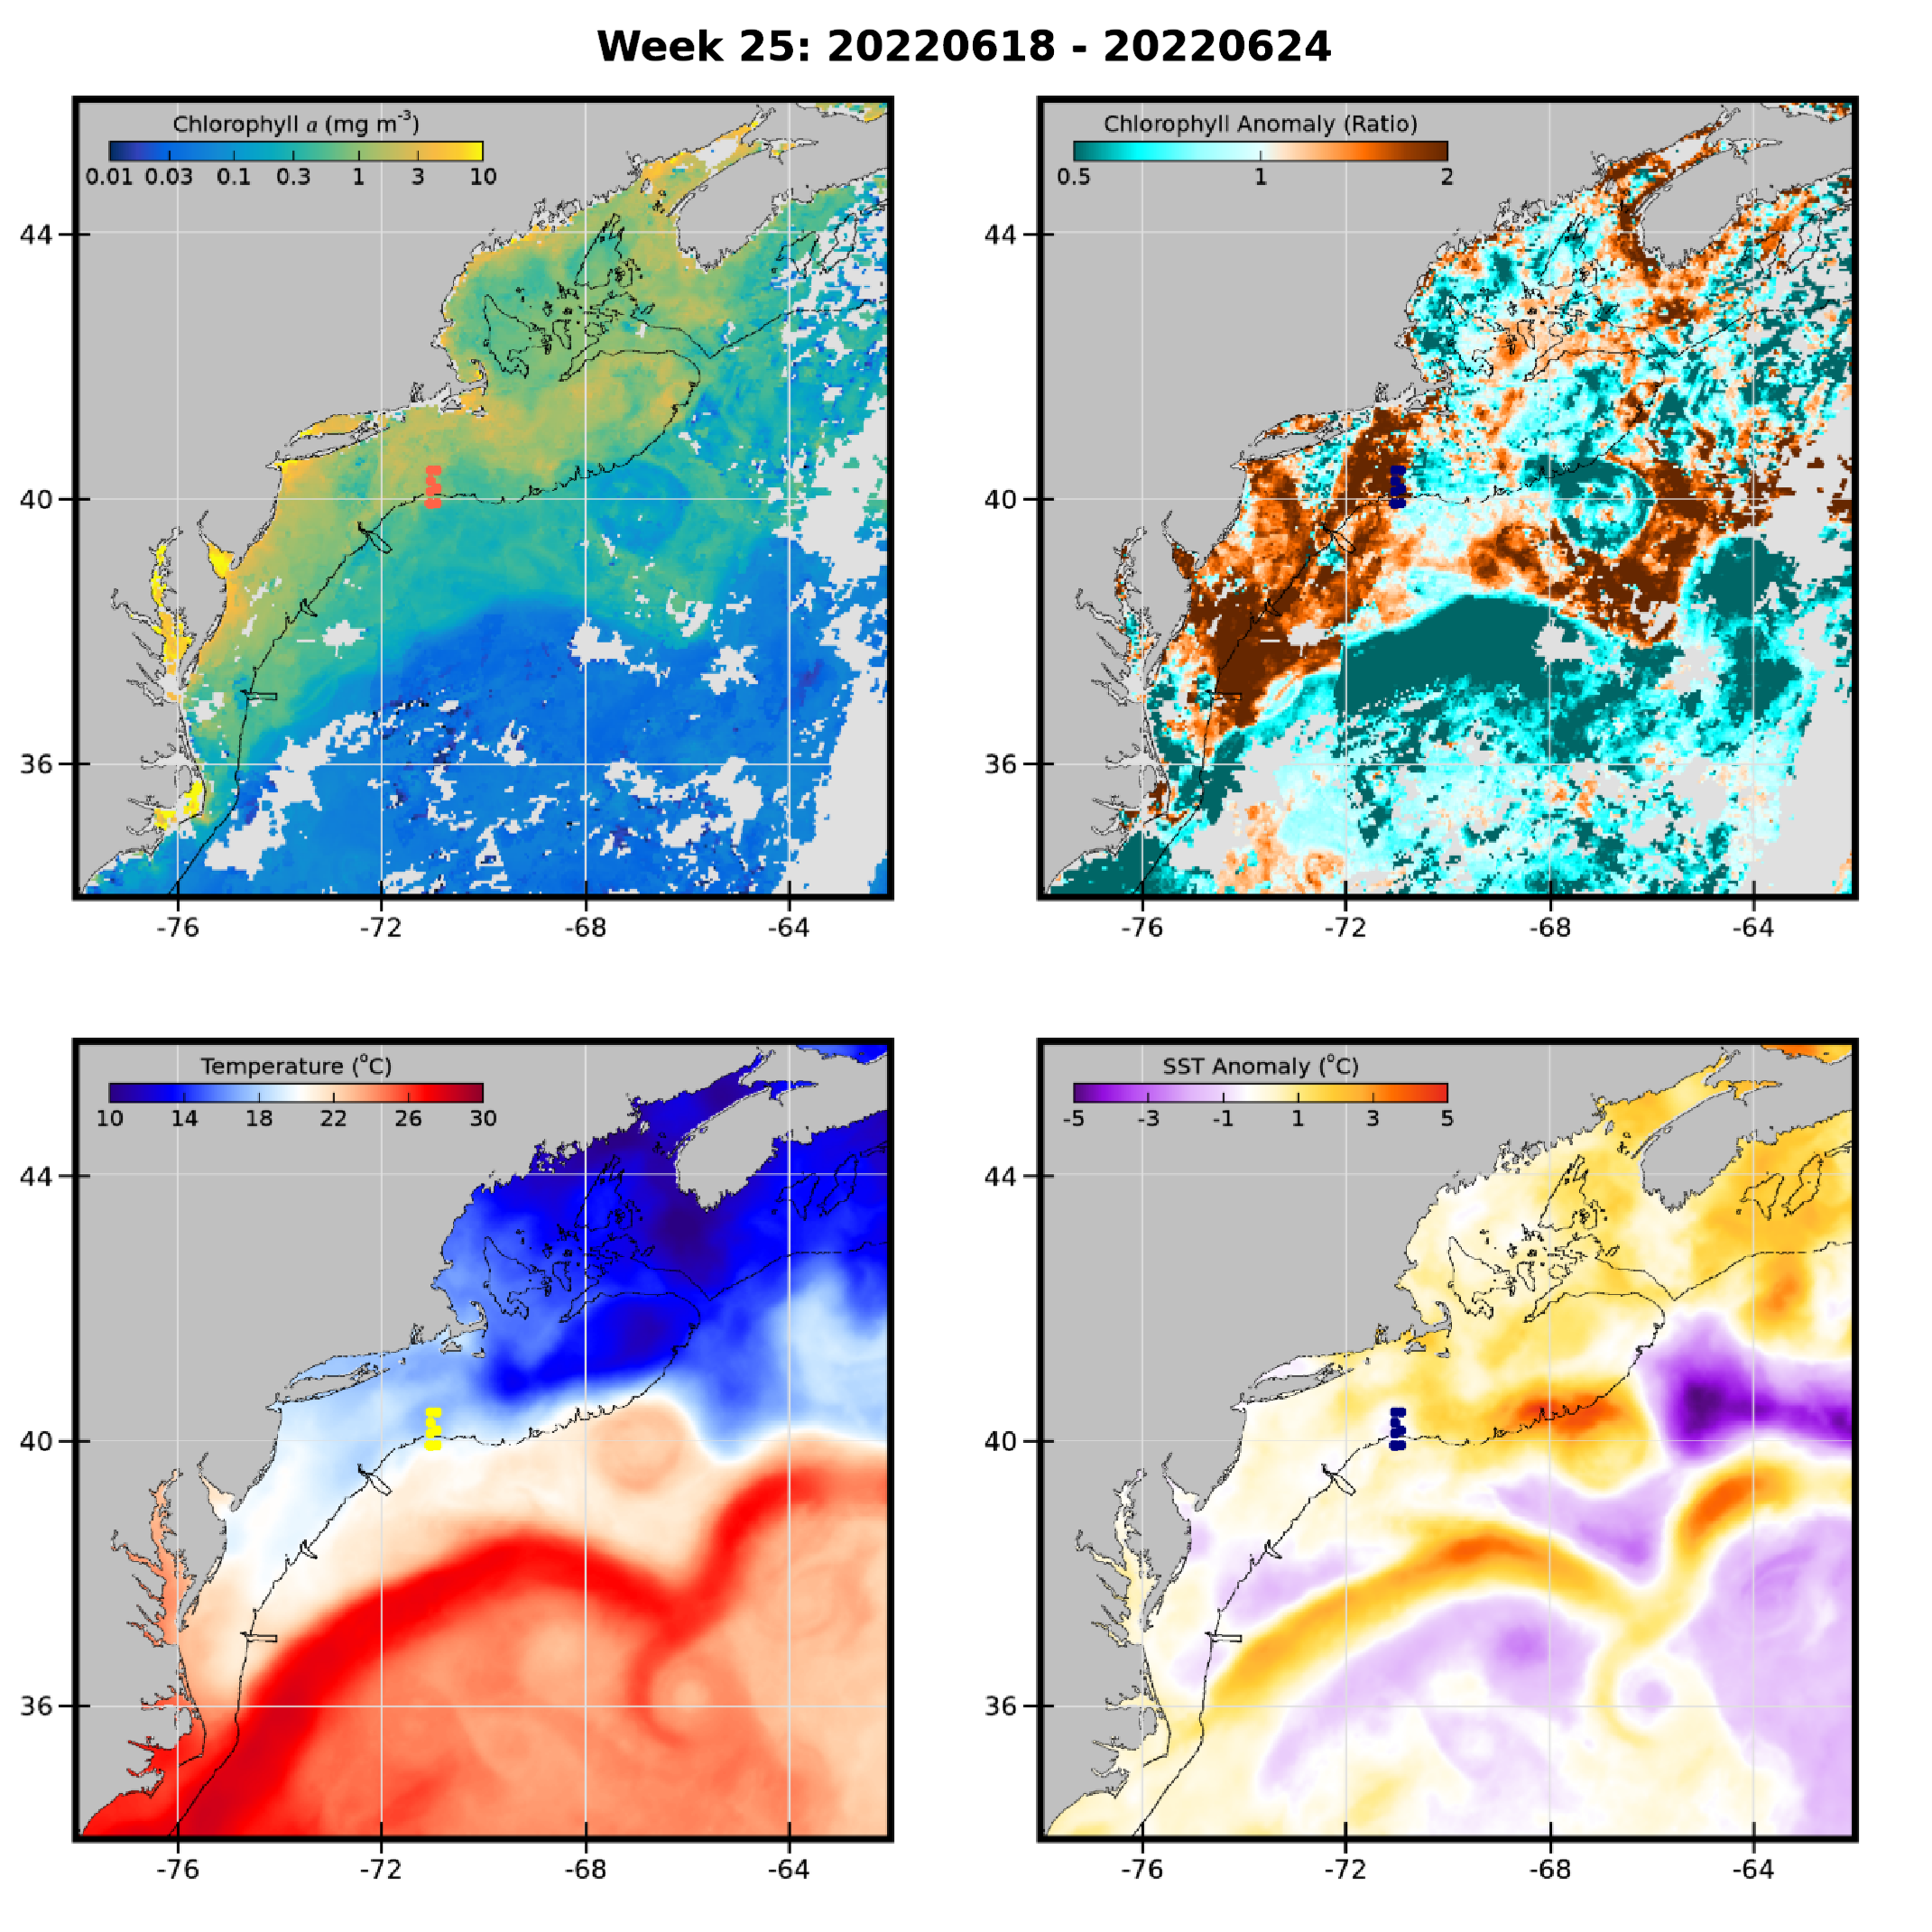 Week 25: 20220618 - 20220624
Chlorophyll a (mg m-3)
0.01 0.03 0.1 0.3 1 3 10
44
40
36
-76 -72 -68 -64
Chlorophyll Anomaly (Ratio)
0.5 1 2
44
40
36
-76 -72 -68 -64
Temperature (°C)
10 14 18 22 26 30
44
40
36
-76 -72 -68 -64
SST Anomaly (°C)
-5 -3 -1 1 3 5
44
40
36
-76 -72 -68 -64